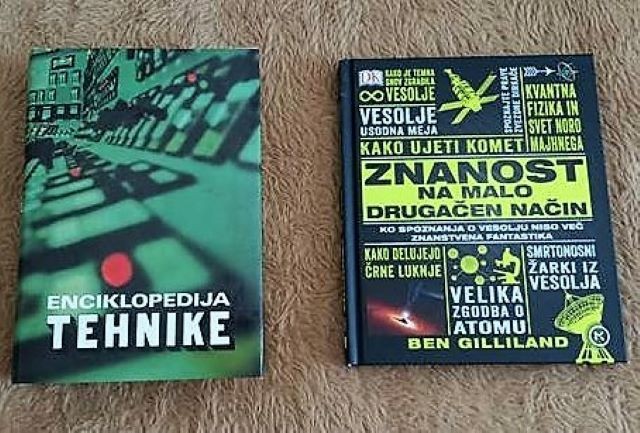 ENCIKLOPEDIJA
TEHNIKE
DK
KAKO JE TEMNA
SNOV ZGRADILA
VESOLJE
VESOLJE
USODNA MEJA
SPOZNAJTE PRAVE
ZVEZDNE DIRKAČE
KVANTNA
FIZIKA IN
SVET NORO
MAJHNEGA
KAKO UJETI KOMET
ZNANOST
NA MALO
DRUGAČEN NAČIN
KO SPOZNANJA O VESOLJU NISO VEČ
ZNANSTVENA FANTASTIKA
KAKO DELUJEJO
ČRNE LUKNJE
VELIKA
ZGODBA O
ATOMU
SMRTONOSNI
ŽARKI IZ
VESOLJA
BEN GILLILAND